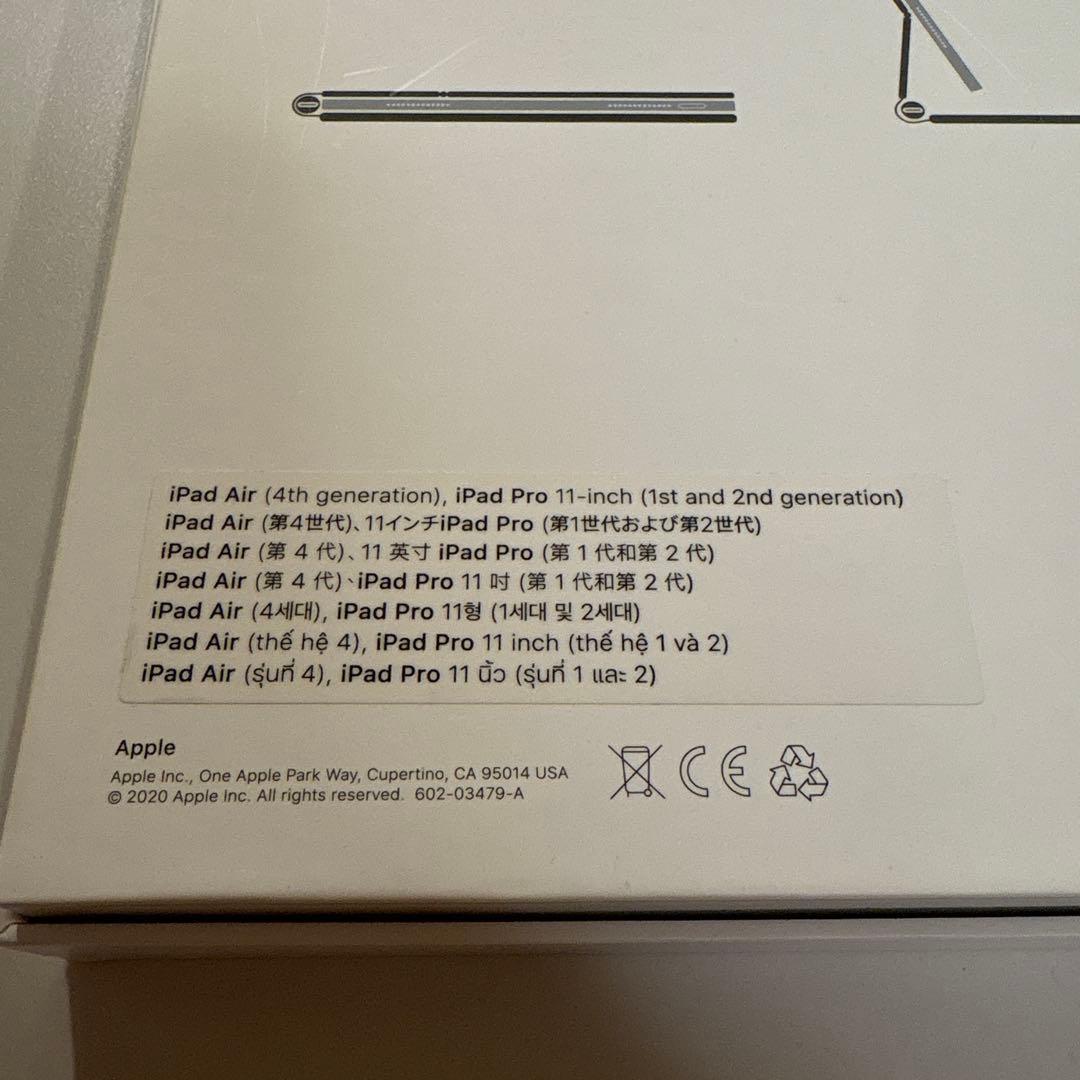 iPad Air (4th generation), iPad Pro 11-inch (1st and 2nd generation)
iPad Air (第4世代)、11インチiPad Pro (第1世代および第2世代)
iPad Air (第 4 代)、11 英寸 iPad Pro (第 1 代和第 2 代)
iPad Air (第 4 代)、iPad Pro 11 吋 (第 1 代和第 2 代)
iPad Air (4세대), iPad Pro 11형 (1세대 및 2세대)
iPad Air (thế hệ 4), iPad Pro 11 inch (thế hệ 1 và 2)
iPad Air (รุ่นที่ 4), iPad Pro 11 นิ้ว (รุ่นที่ 1 และ 2)
Apple
Apple Inc., One Apple Park Way, Cupertino, CA 95014 USA
© 2020 Apple Inc. All rights reserved. 602-03479-A
CE